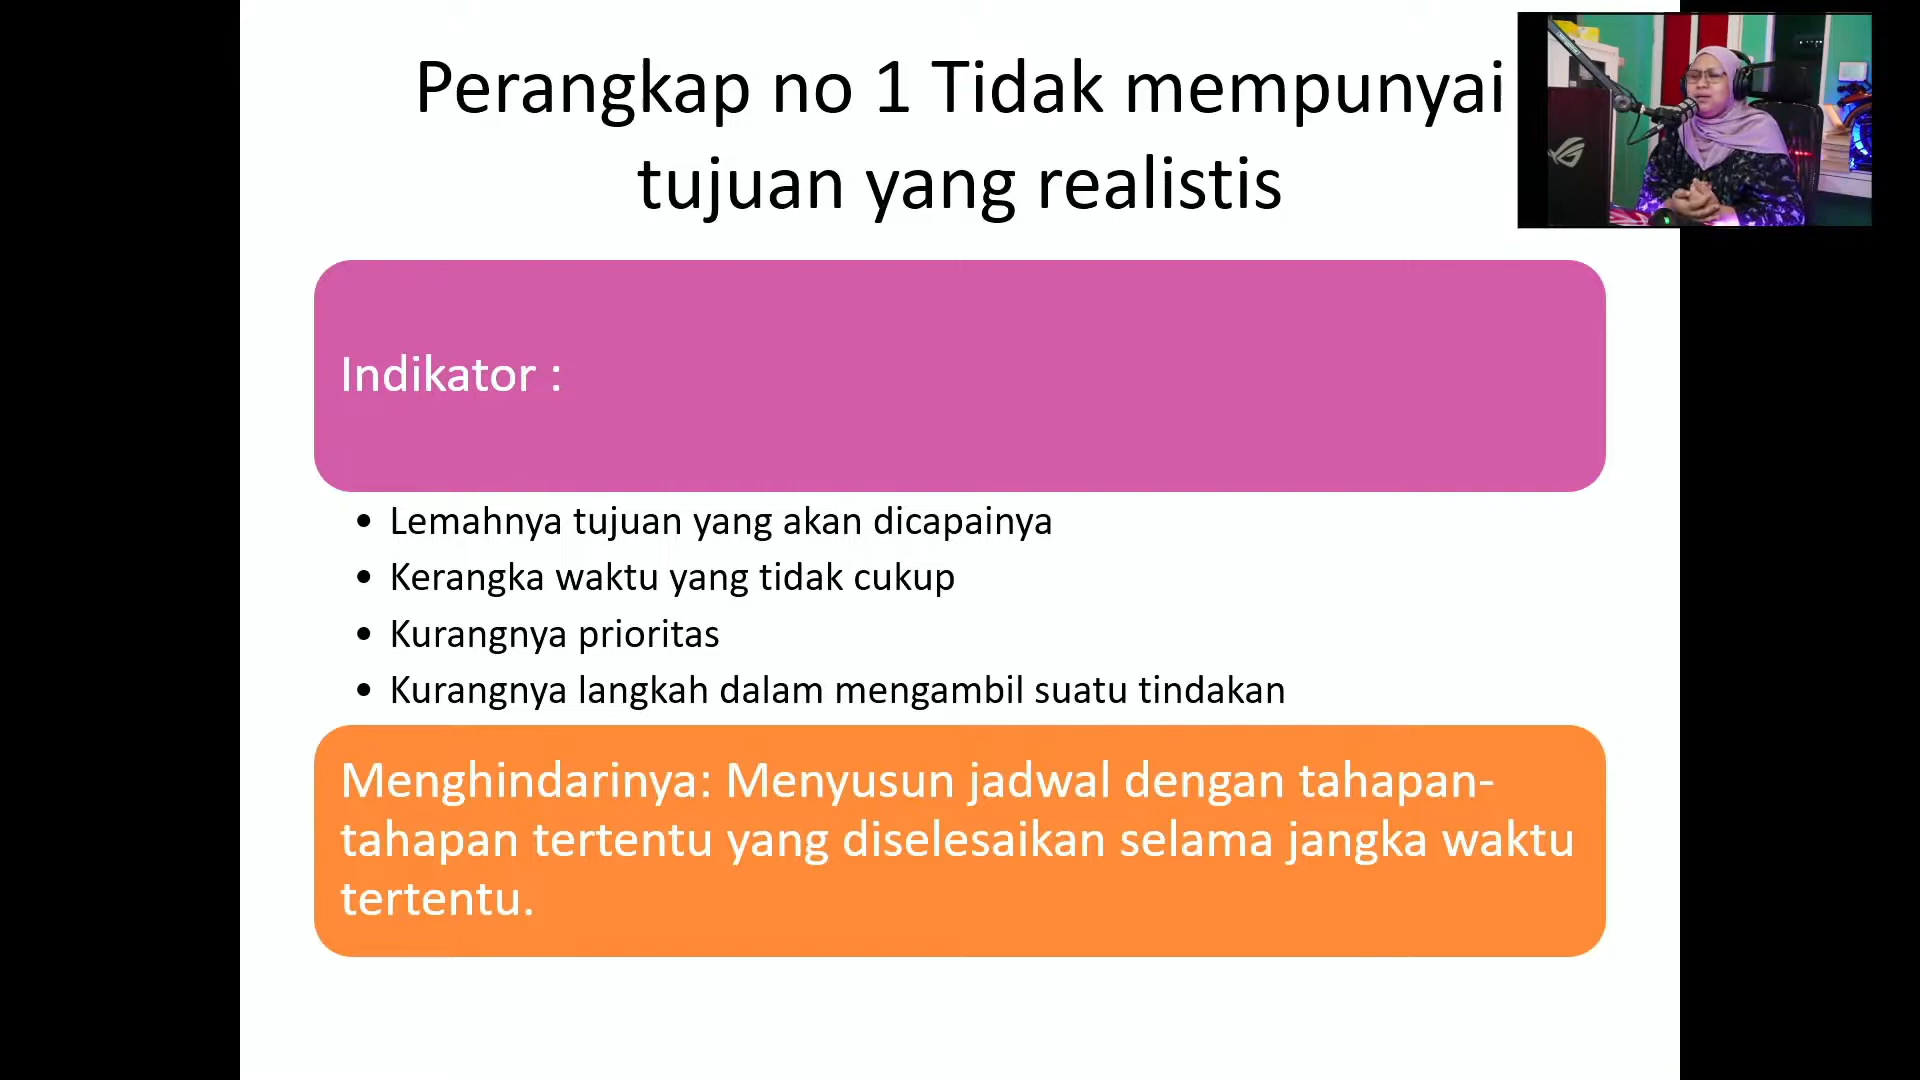 Perangkap no 1 Tidak mempunyai
tujuan yang realistis
Indikator :
• Lemahnya tujuan yang akan dicapainya
• Kerangka waktu yang tidak cukup
• Kurangnya prioritas
• Kurangnya langkah dalam mengambil suatu tindakan
Menghindarinya: Menyusun jadwal dengan tahapan-
tahapan tertentu yang diselesaikan selama jangka waktu
tertentu.